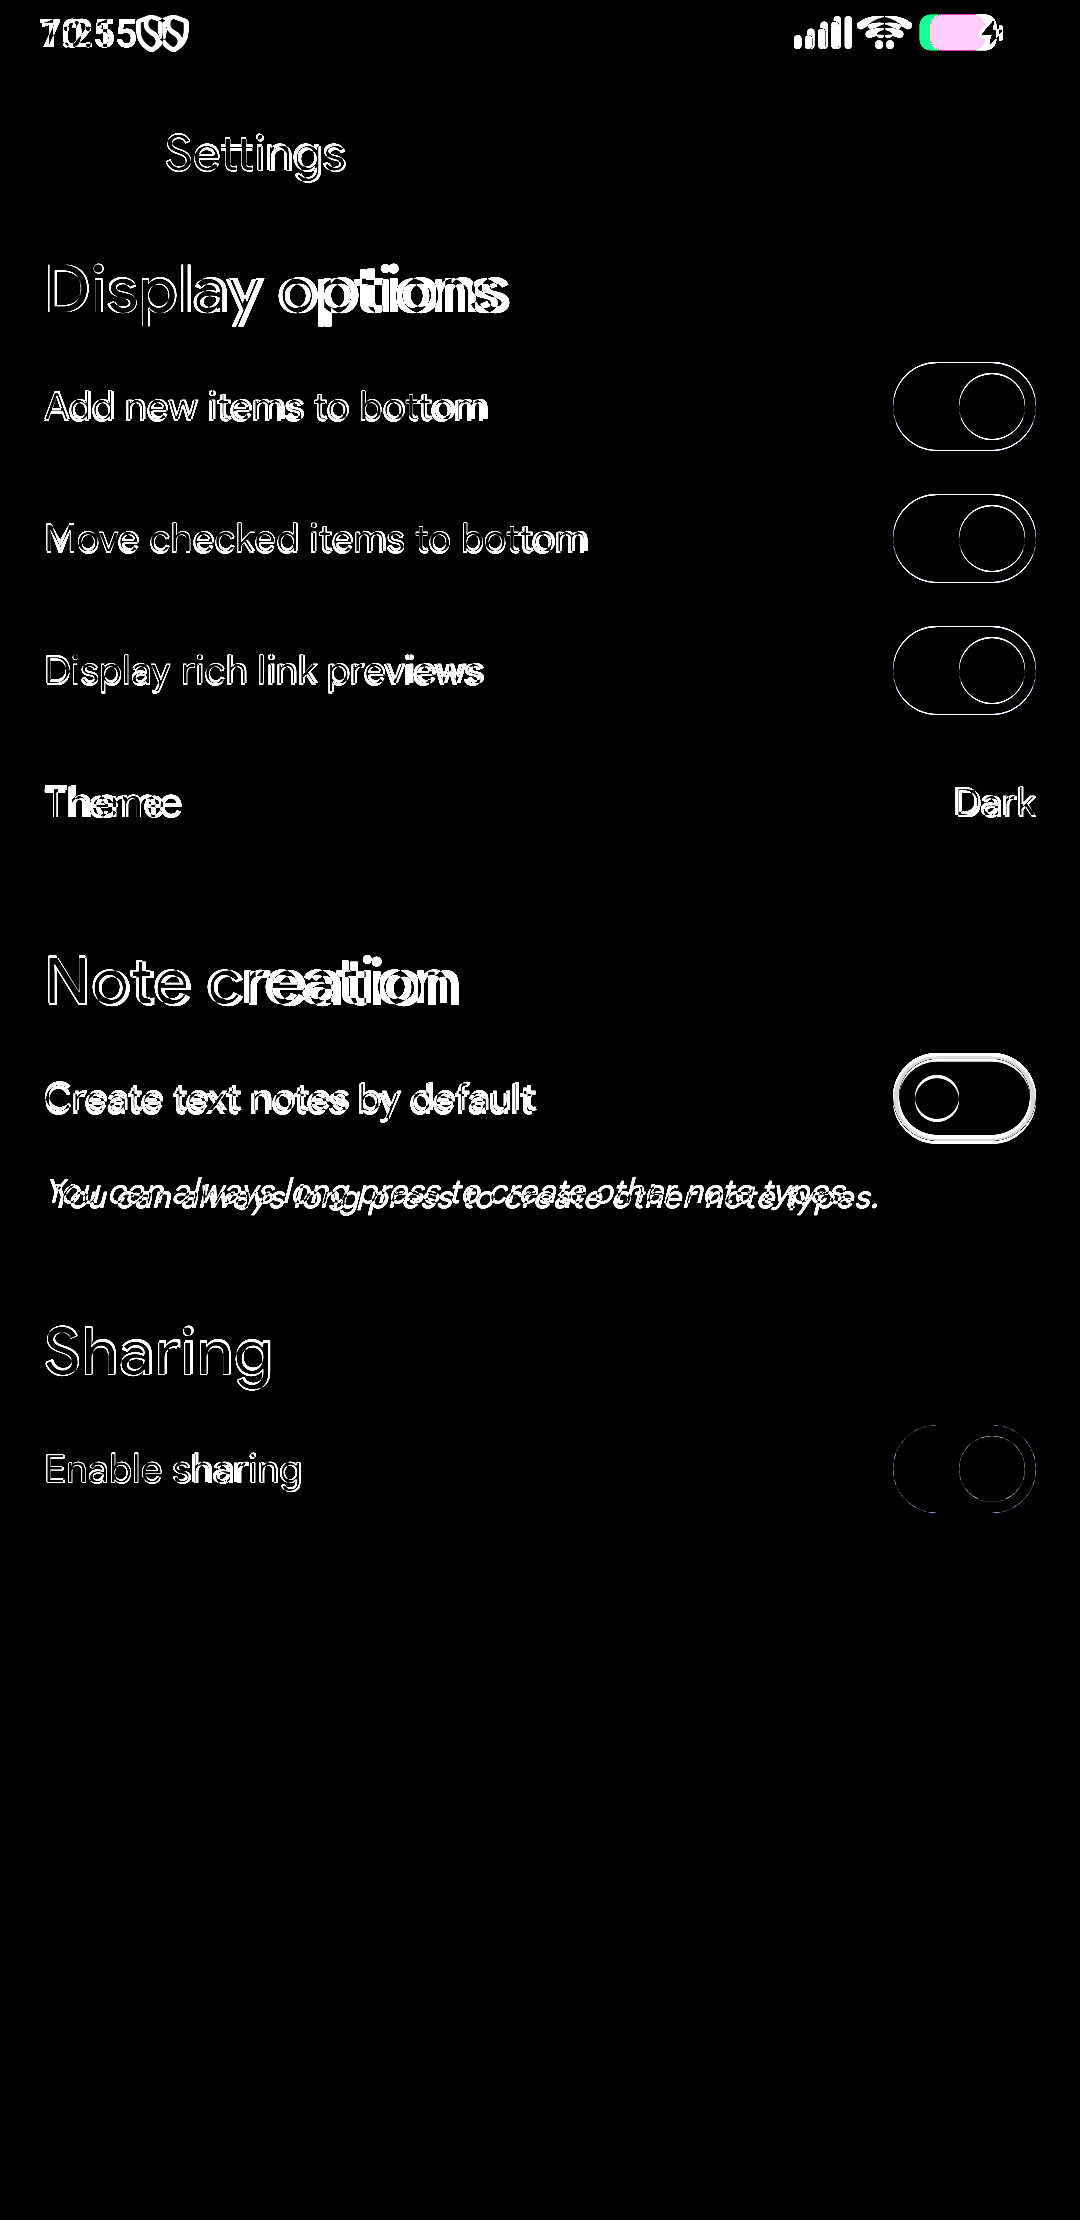 Settings
Display options
Add new items to bottom
Move checked items to bottom
Display rich link previews
Theme
Dark
Note creation
Create text notes by default
You can always long press to create other note types.
Sharing
Enable sharing